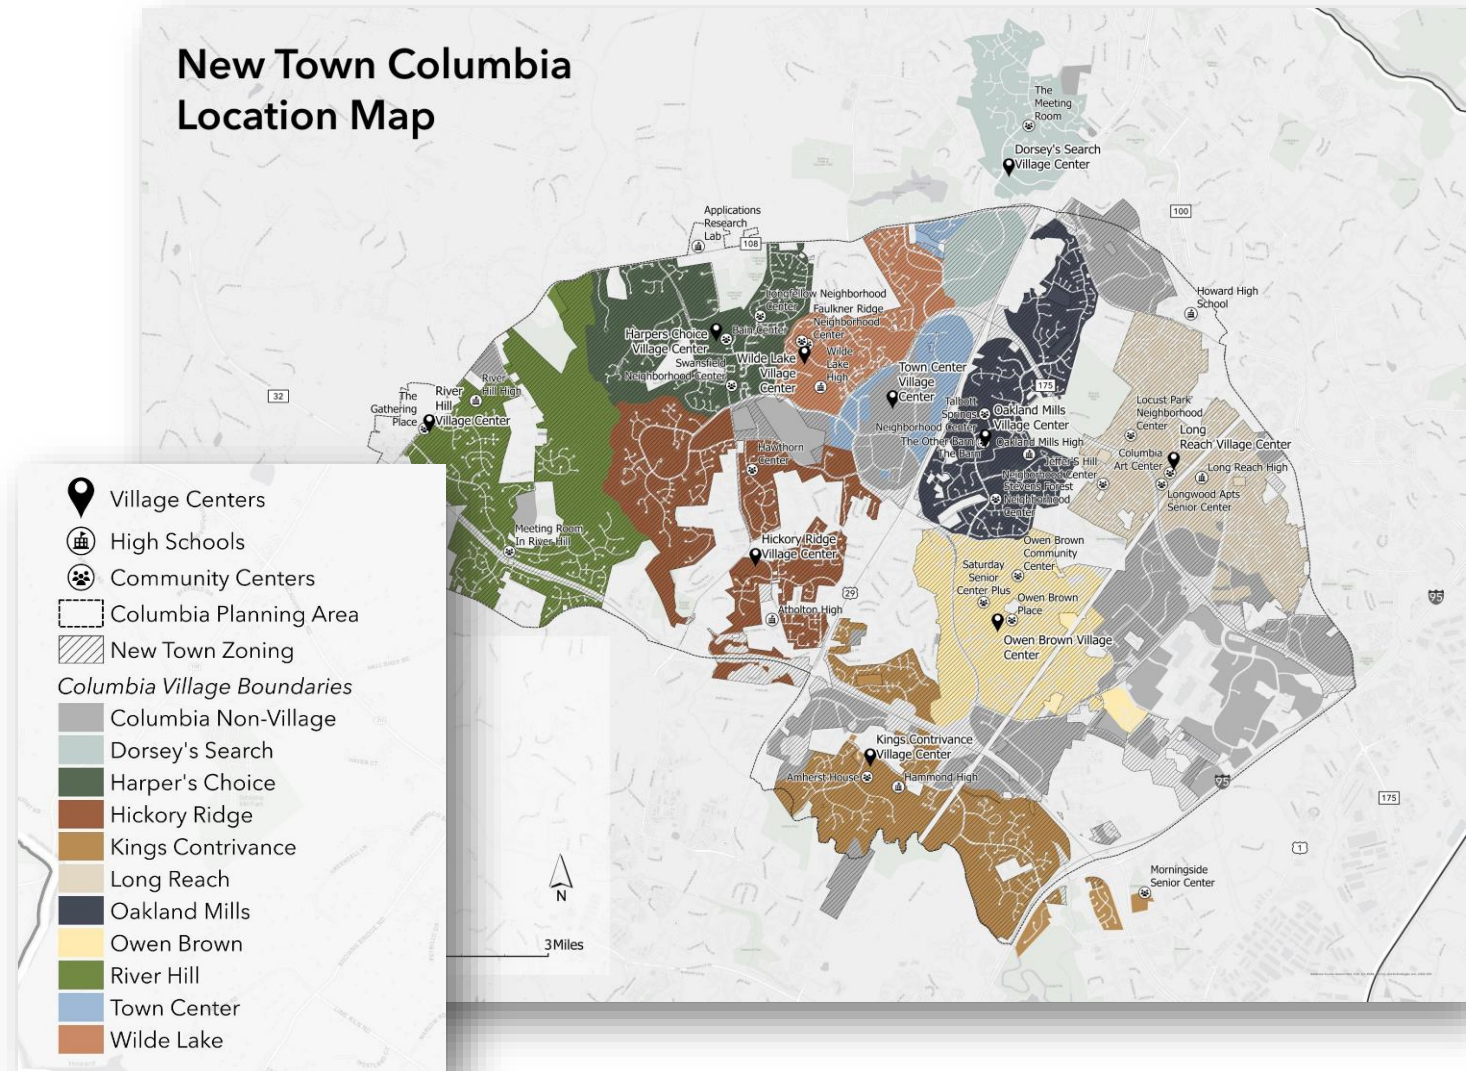 New Town Columbia
Location Map
The
Meeting
Room
Dorsey's Search
Village Center
100
Applications
Research
Lab
108
Howard High
School
Longfellow Neighborhood
Center
Faulkner Ridge
Neighborhood
Center
Harpers Choice
Village Center
Bain Center
Swansfield
Neighborhood Center
Wilde Lake
Village
Center
Wilde
Lake
High
Town Center
Village
Center
175
32
The
Gathering
Place
River
Hill
Village Center
River
Hill High
Talbott
Springs
Neighborhood Center
Oakland Mills
Village Center
The Other Barn
The Barn
Oakland Mills High
Jeffers Hill
Neighborhood Center
Stevens Forest
Neighborhood
Center
Locust Park
Neighborhood
Center
Long
Reach Village Center
Columbia
Art Center
Long Reach High
Longwood Apts
Senior Center
Hawthorn
Center
Meeting Room
In River Hill
Hickory Ridge
Village Center
Owen Brown
Community
Center
Saturday
Senior
Center Plus
Owen Brown
Place
Owen Brown Village
Center
29
95
Atholton High
Kings Contrivance
Village Center
Amherst House
Hammond High
95
175
1
Morningside
Senior Center
N
3 Miles
Village Centers
High Schools
Community Centers
Columbia Planning Area
New Town Zoning
Columbia Village Boundaries
Columbia Non-Village
Dorsey's Search
Harper's Choice
Hickory Ridge
Kings Contrivance
Long Reach
Oakland Mills
Owen Brown
River Hill
Town Center
Wilde Lake